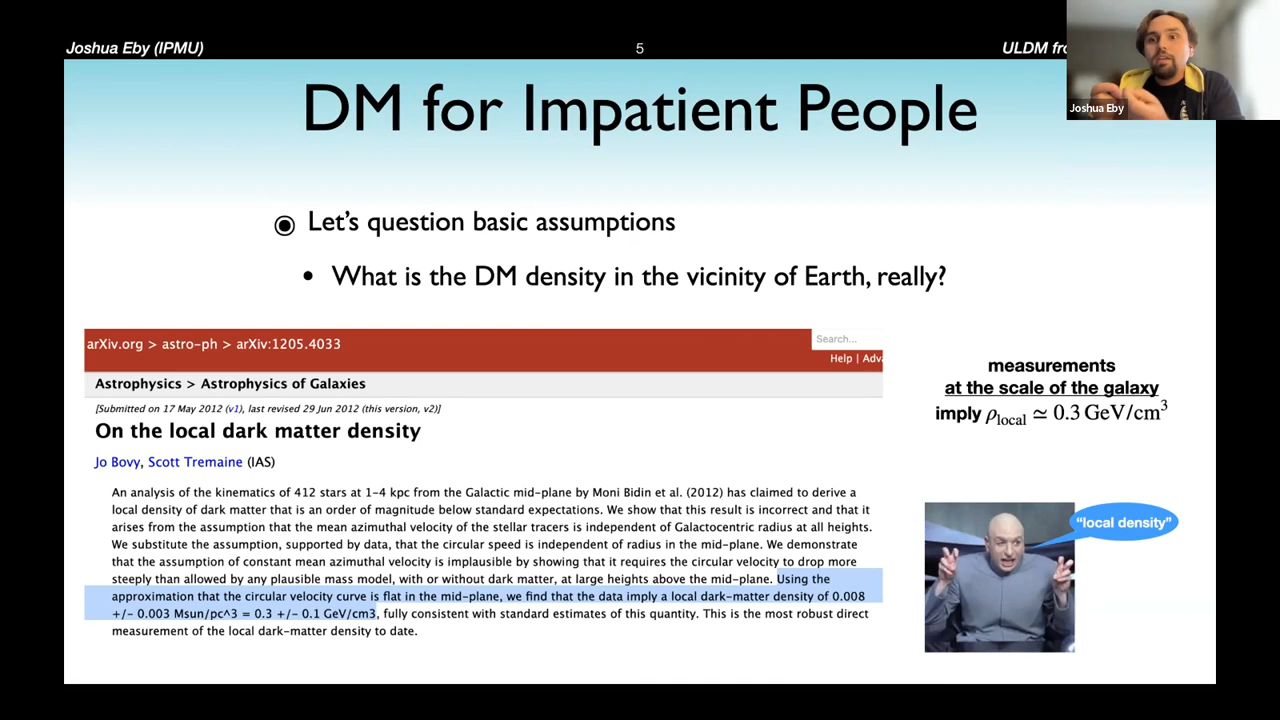 Joshua Eby (IPMU)
5
ULDM fro
Joshua Eby
DM for Impatient People
Let's question basic assumptions
• What is the DM density in the vicinity of Earth, really?
arXiv.org > astro-ph > arXiv:1205.4033
Search...
Help | Adva
Astrophysics > Astrophysics of Galaxies
[Submitted on 17 May 2012 (v1), last revised 29 Jun 2012 (this version, v2)]
On the local dark matter density
Jo Bovy, Scott Tremaine (IAS)
An analysis of the kinematics of 412 stars at 1-4 kpc from the Galactic mid-plane by Moni Bidin et al. (2012) has claimed to derive a
local density of dark matter that is an order of magnitude below standard expectations. We show that this result is incorrect and that it
arises from the assumption that the mean azimuthal velocity of the stellar tracers is independent of Galactocentric radius at all heights.
We substitute the assumption, supported by data, that the circular speed is independent of radius in the mid-plane. We demonstrate
that the assumption of constant mean azimuthal velocity is implausible by showing that it requires the circular velocity to drop more
steeply than allowed by any plausible mass model, with or without dark matter, at large heights above the mid-plane. Using the
approximation that the circular velocity curve is flat in the mid-plane, we find that the data imply a local dark-matter density of 0.008
+/- 0.003 Msun/pc^3 = 0.3 +/- 0.1 GeV/cm3, fully consistent with standard estimates of this quantity. This is the most robust direct
measurement of the local dark-matter density to date.
measurements
at the scale of the galaxy
imply ρlocal ≃ 0.3 GeV/cm³
"local density"